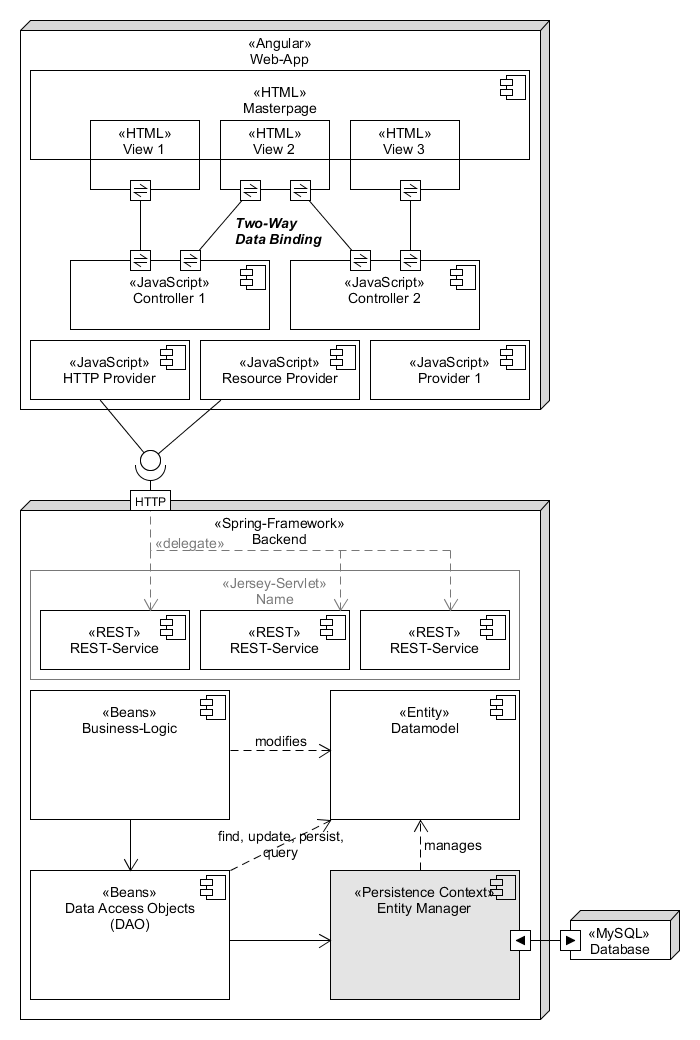 «Angular»
Web-App
«HTML»
Masterpage
«HTML»
View 1
«HTML»
View 2
«HTML»
View 3
Two-Way
Data Binding
«JavaScript»
Controller 1
«JavaScript»
Controller 2
«JavaScript»
HTTP Provider
«JavaScript»
Resource Provider
«JavaScript»
Provider 1
HTTP
«Spring-Framework»
Backend
«delegate»
«Jersey-Servlet»
Name
«REST»
REST-Service
«REST»
REST-Service
«REST»
REST-Service
«Beans»
Business-Logic
modifies
«Entity»
Datamodel
find, update, persist,
query
manages
«Beans»
Data Access Objects
(DAO)
«Persistence Context»
Entity Manager
«MySQL»
Database